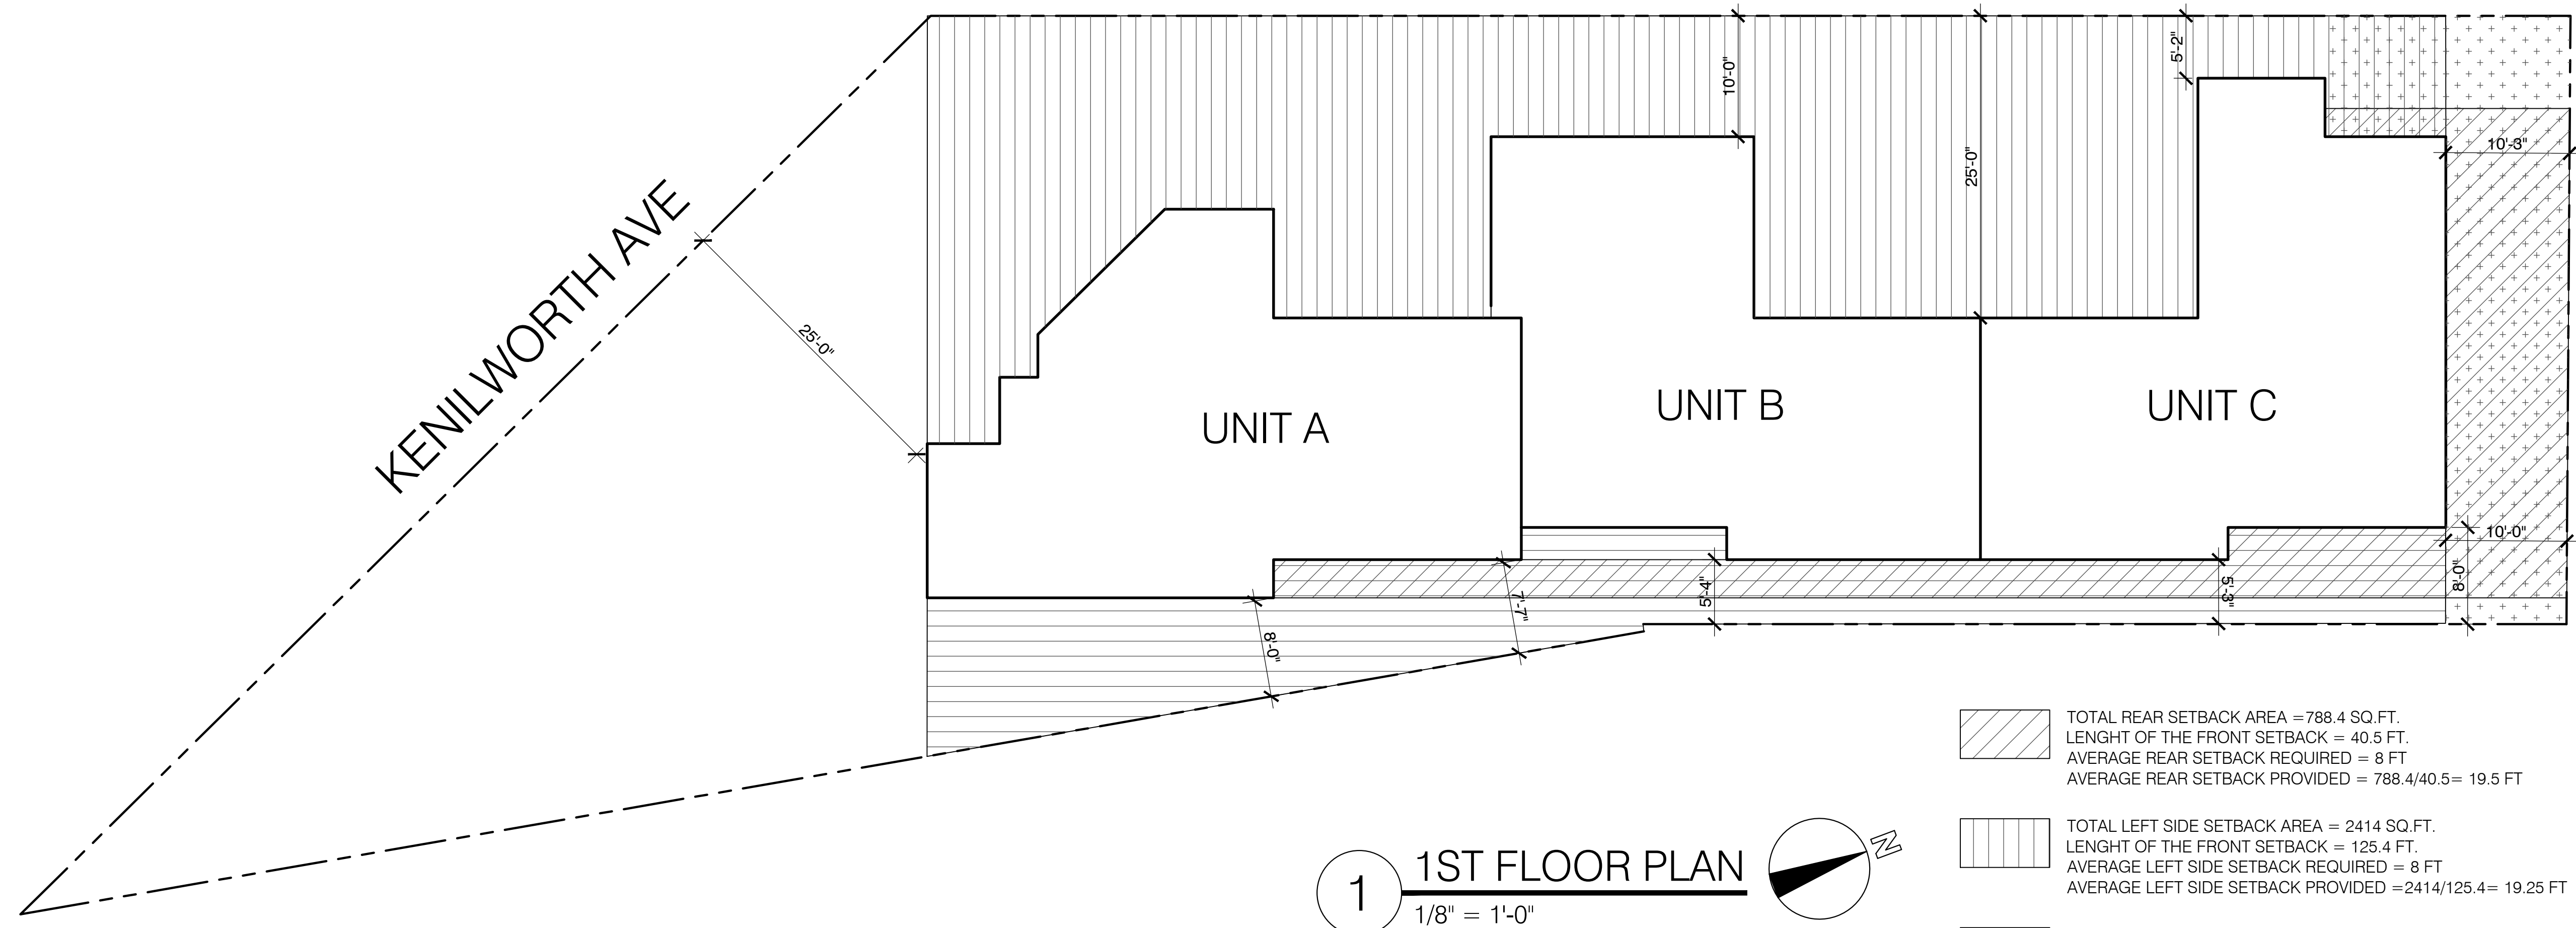 10'-0"
5'-2"
25'-0"
10'-3"
KENILWORTH AVE
25'-0"
UNIT A
UNIT B
UNIT C
10'-0"
8'-0"
5'-4"
7'-7"
5'-3"
8'-0"
TOTAL REAR SETBACK AREA =788.4 SQ.FT.
LENGHT OF THE FRONT SETBACK = 40.5 FT.
AVERAGE REAR SETBACK REQUIRED = 8 FT
AVERAGE REAR SETBACK PROVIDED = 788.4/40.5= 19.5 FT
TOTAL LEFT SIDE SETBACK AREA = 2414 SQ.FT.
LENGHT OF THE FRONT SETBACK = 125.4 FT.
AVERAGE LEFT SIDE SETBACK REQUIRED = 8 FT
AVERAGE LEFT SIDE SETBACK PROVIDED =2414/125.4= 19.25 FT
1
1ST FLOOR PLAN
1/8" = 1'-0"
N